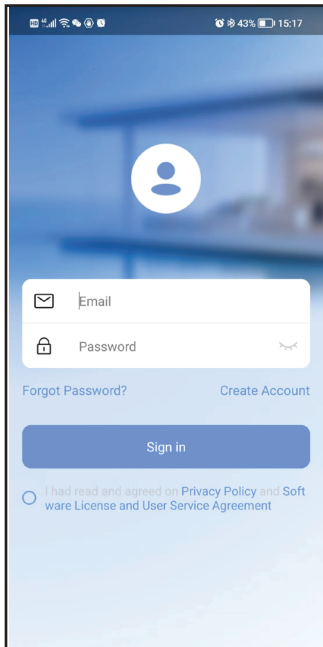 43% 15:17
Email
Password
Forgot Password? Create Account
Sign in
I had read and agreed on Privacy Policy and Soft
ware License and User Service Agreement